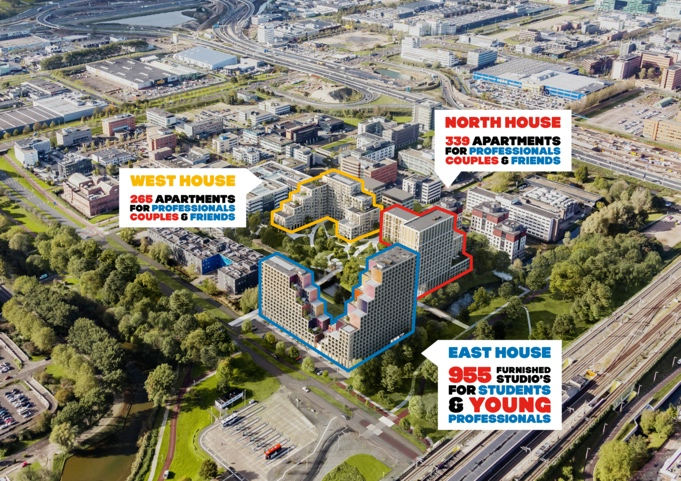 NORTH HOUSE
339 APARTMENTS
FOR PROFESSIONALS
COUPLES & FRIENDS
WEST HOUSE
265 APARTMENTS
FOR PROFESSIONALS
COUPLES & FRIENDS
EAST HOUSE
955 FURNISHED
STUDIO'S
FOR STUDENTS
& YOUNG
PROFESSIONALS